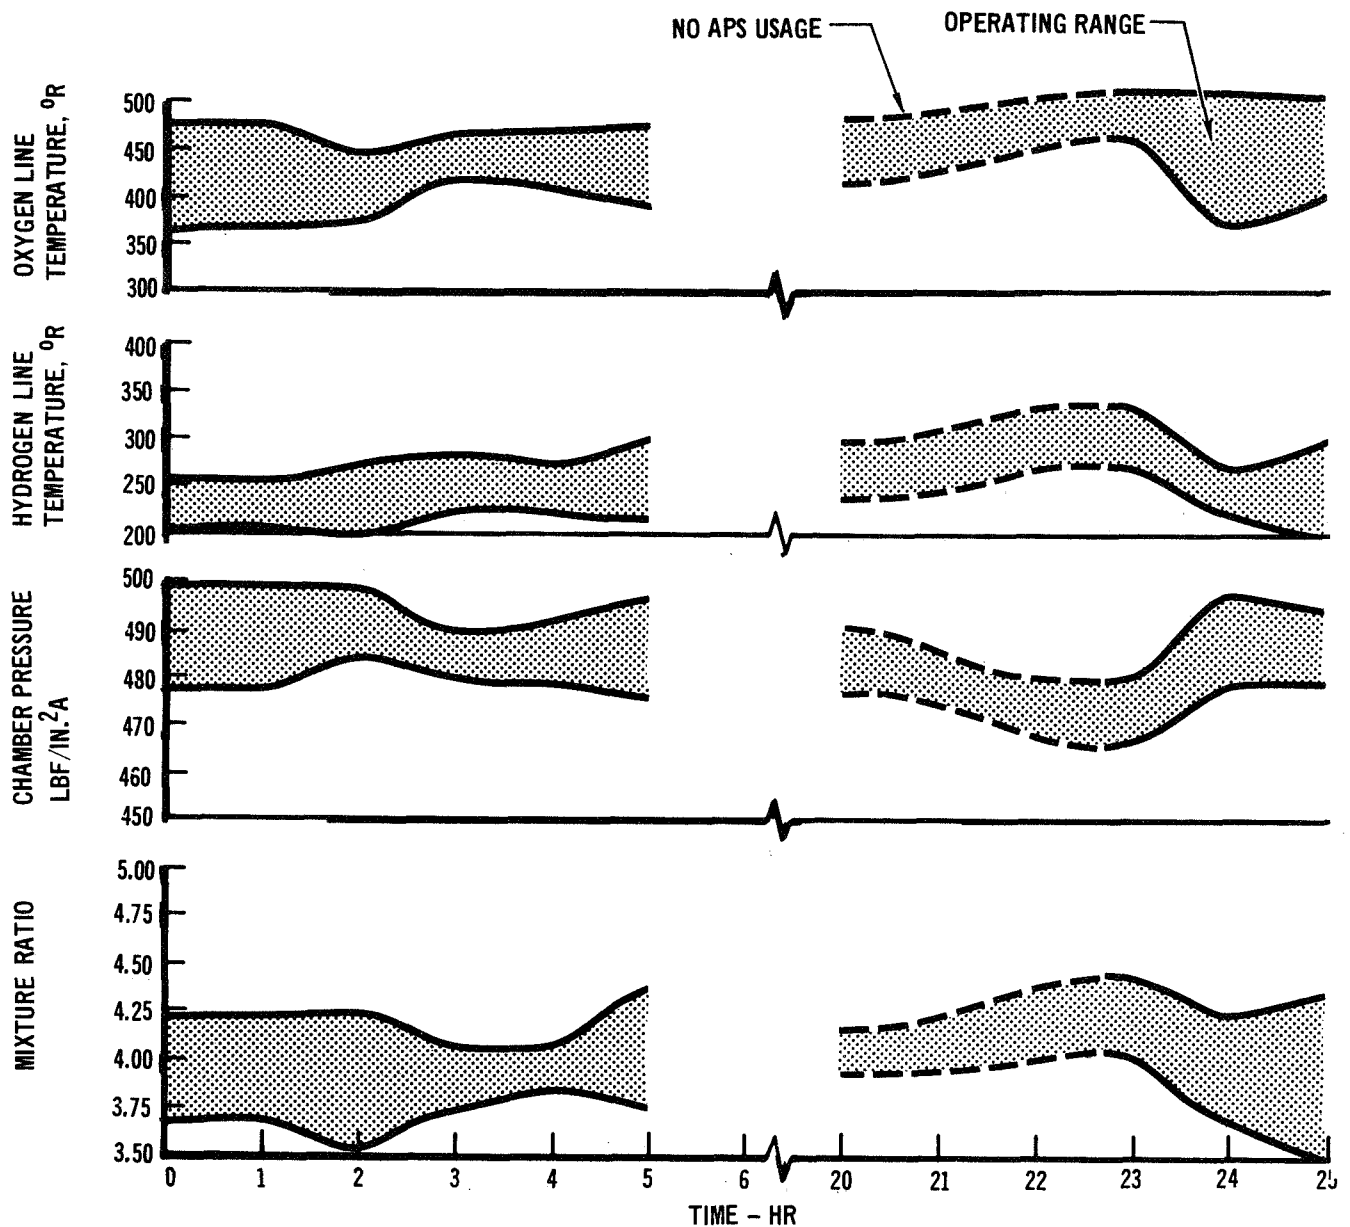 NO APS USAGE
OPERATING RANGE
OXYGEN LINE
TEMPERATURE, °R
500
450
400
350
300
HYDROGEN LINE
TEMPERATURE, °R
400
350
300
250
200
CHAMBER PRESSURE
LBF/IN.²A
500
490
480
470
460
450
MIXTURE RATIO
5.00
4.75
4.50
4.25
4.00
3.75
3.50
0 1 2 3 4 5 6 20 21 22 23 24 25
TIME – HR